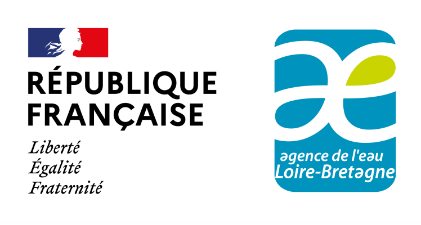 RÉPUBLIQUE
FRANÇAISE
Liberté
Égalité
Fraternité
æ
agence de l'eau
Loire-Bretagne